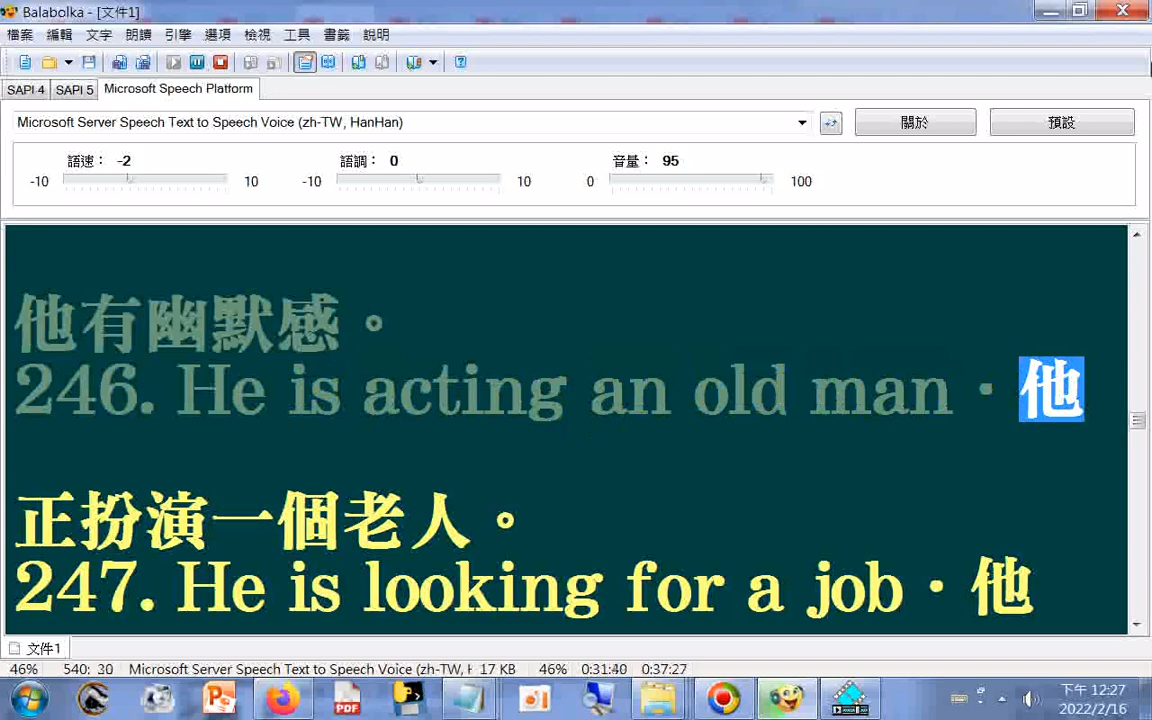 Balabolka - [文件1]
檔案 編輯 文字 朗讀 引擎 選項 檢視 工具 書籤 說明
SAPI 4 SAPI 5 Microsoft Speech Platform
Microsoft Server Speech Text to Speech Voice (zh-TW, HanHan) 關於 預設
語速： -2 語調： 0 音量： 95
-10 10 -10 10 0 100
他有幽默感。
246. He is acting an old man．他
正扮演一個老人。
247. He is looking for a job．他
文件1
46% 540: 30 Microsoft Server Speech Text to Speech Voice (zh-TW, H 17 KB 46% 0:31:40 0:37:27
PDF
下午 12:27
2022/2/16